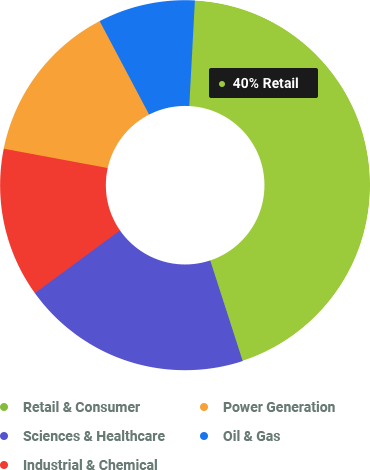 40% Retail
Retail & Consumer
Power Generation
Sciences & Healthcare
Oil & Gas
Industrial & Chemical